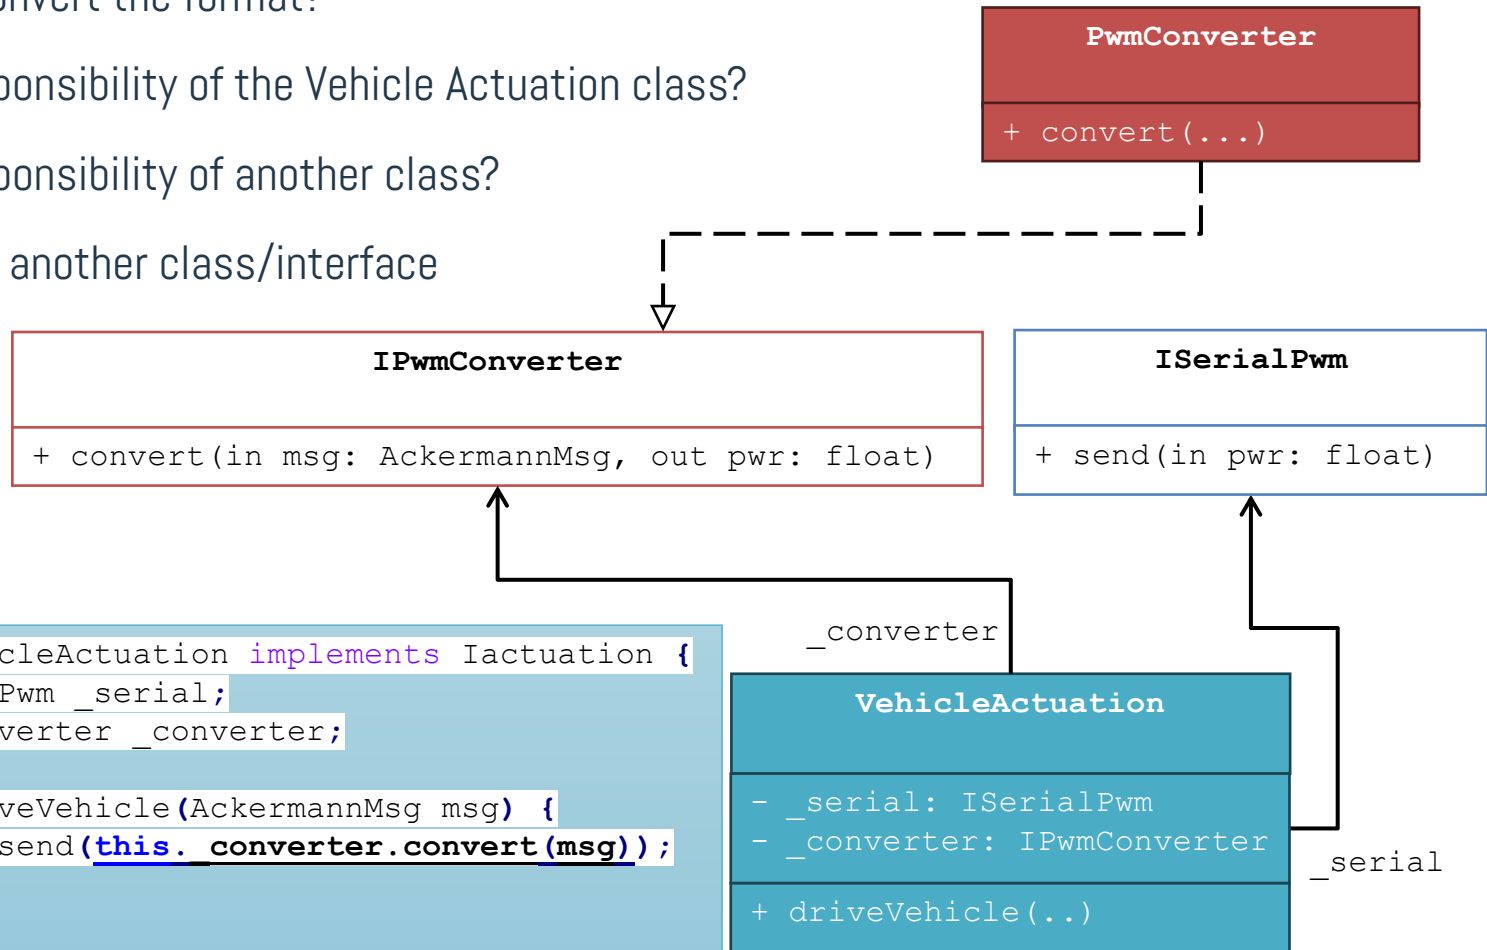 onvert the format?
ponsibility of the Vehicle Actuation class?
ponsibility of another class?
another class/interface
PwmConverter
+ convert(...)
IPwmConverter
+ convert(in msg: AckermannMsg, out pwr: float)
ISerialPwm
+ send(in pwr: float)
_converter
cleActuation implements Iactuation {
Pwm _serial;
verter _converter;
veVehicle(AckermannMsg msg) {
send(this._converter.convert(msg));
VehicleActuation
- _serial: ISerialPwm
- _converter: IPwmConverter
+ driveVehicle(..)
_serial